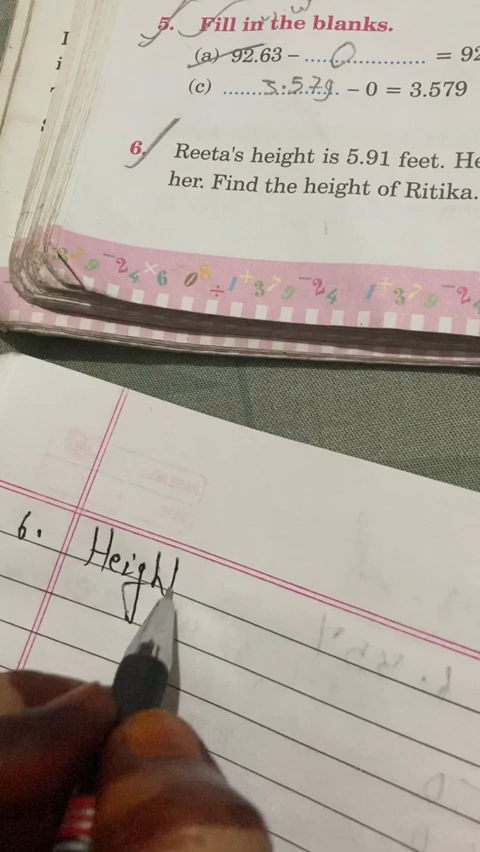 5. Fill in the blanks.
(a) 92.63 – ....0.... = 92
(c) ....3.579. – 0 = 3.579
6. Reeta's height is 5.91 feet. He
her. Find the height of Ritika.
6. Heigh